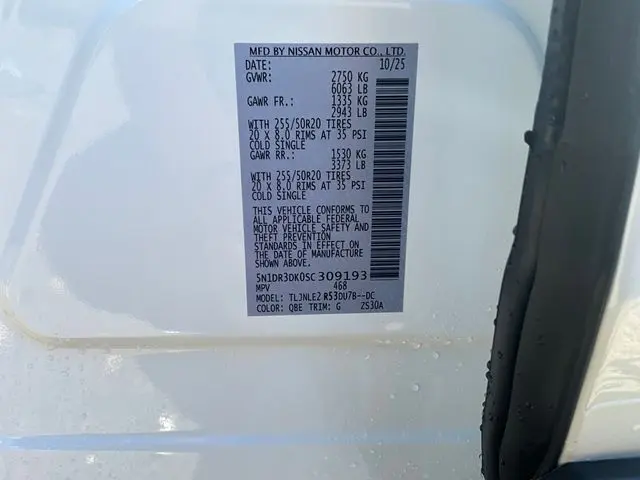 MFD BY NISSAN MOTOR CO., LTD.
DATE: 10/25
GVWR: 2750 KG
6063 LB
GAWR FR.: 1335 KG
2943 LB
WITH 255/50R20 TIRES
20 X 8.0 RIMS AT 35 PSI
COLD SINGLE
GAWR RR.: 1530 KG
3373 LB
WITH 255/50R20 TIRES
20 X 8.0 RIMS AT 35 PSI
COLD SINGLE
THIS VEHICLE CONFORMS TO
ALL APPLICABLE FEDERAL
MOTOR VEHICLE SAFETY AND
THEFT PREVENTION
STANDARDS IN EFFECT ON
THE DATE OF MANUFACTURE
SHOWN ABOVE.
5N1DR3DK0SC309193
MPV 468
MODEL: TLJNLE2 R53DU7B--DC
COLOR: QBE TRIM: G ZS30A